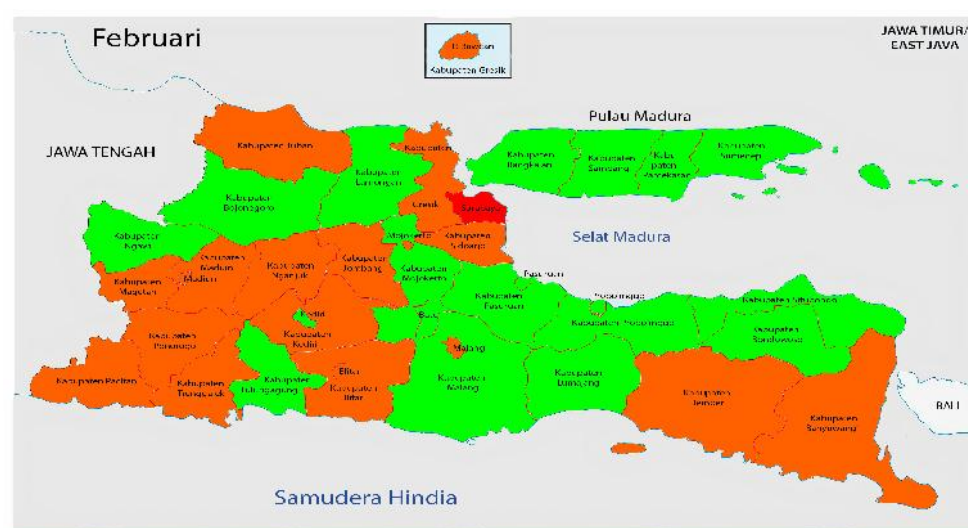 Februari
JAWA TIMUR/
EAST JAVA
Kabupaten Gresik
Pulau Madura
JAWA TENGAH
Kabupaten Tuban
Kabupaten
Lamongan
Kabupaten
Gresik
Kabupaten
Bangkalan
Kabupaten
Sampang
Kabu
paten
Pamekasan
Kabupaten
Sumenep
Kabupaten
Bojonegoro
Surabaya
Selat Madura
Kabupaten
Ngawi
Mojokerto
Kabupaten
Sidoarjo
Kabupaten
Madiun
Madiun
Kabupaten
Magetan
Kabupaten
Nganjuk
Kabupaten
Jombang
Kabupaten
Mojokerto
Pasuruan
Kabupaten
Pasuruan
Probolinggo
Kabupaten Probolinggo
Kabupaten Situbondo
Kabupaten
Bondowoso
Kediri
Kabupaten
Kediri
Batu
Malang
Kabupaten
Ponorogo
Kabupaten Pacitan
Kabupaten
Trenggalek
Kabupaten
Tulungagung
Blitar
Kabupaten
Blitar
Kabupaten
Malang
Kabupaten
Lumajang
Kabupaten
Jember
Kabupaten
Banyuwangi
BALI
Samudera Hindia